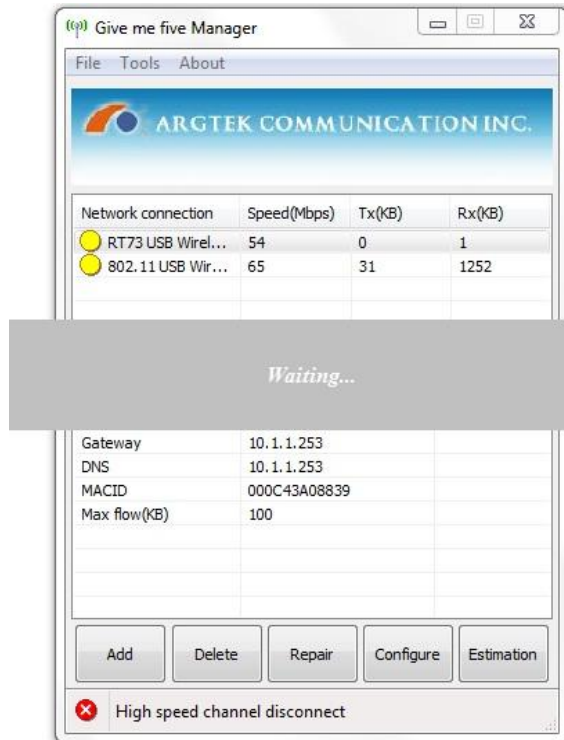 Give me five Manager
File Tools About
ARGTEK COMMUNICATION INC.
Network connection Speed(Mbps) Tx(KB) Rx(KB)
RT73 USB Wirel... 54 0 1
802.11 USB Wir... 65 31 1252
Waiting...
Gateway 10.1.1.253
DNS 10.1.1.253
MACID 000C43A08839
Max flow(KB) 100
Add Delete Repair Configure Estimation
High speed channel disconnect